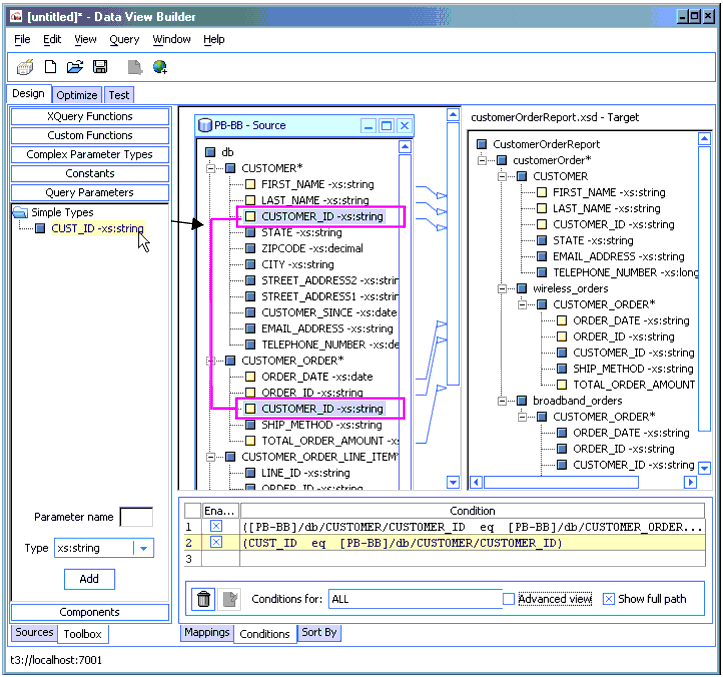 [untitled]* - Data View Builder
File Edit View Query Window Help
Design Optimize Test
XQuery Functions
Custom Functions
Complex Parameter Types
Constants
Query Parameters
Simple Types
CUST_ID -xs:string
Parameter name
Type xs:string
Add
Components
Sources Toolbox
PB-BB - Source
db
CUSTOMER*
FIRST_NAME -xs:string
LAST_NAME -xs:string
CUSTOMER_ID -xs:string
STATE -xs:string
ZIPCODE -xs:decimal
CITY -xs:string
STREET_ADDRESS2 -xs:strin
STREET_ADDRESS1 -xs:strin
CUSTOMER_SINCE -xs:date
EMAIL_ADDRESS -xs:string
TELEPHONE_NUMBER -xs:de
CUSTOMER_ORDER*
ORDER_DATE -xs:date
ORDER_ID -xs:string
CUSTOMER_ID -xs:string
SHIP_METHOD -xs:string
TOTAL_ORDER_AMOUNT -xs
CUSTOMER_ORDER_LINE_ITEM*
LINE_ID -xs:string
ORDER_ID -xs:string
customerOrderReport.xsd - Target
CustomerOrderReport
customerOrder*
CUSTOMER
FIRST_NAME -xs:string
LAST_NAME -xs:string
CUSTOMER_ID -xs:string
STATE -xs:string
EMAIL_ADDRESS -xs:string
TELEPHONE_NUMBER -xs:long
wireless_orders
CUSTOMER_ORDER*
ORDER_DATE -xs:string
ORDER_ID -xs:string
CUSTOMER_ID -xs:string
SHIP_METHOD -xs:string
TOTAL_ORDER_AMOUNT
broadband_orders
CUSTOMER_ORDER*
ORDER_DATE -xs:string
ORDER_ID -xs:string
CUSTOMER_ID -xs:string
Ena... Condition
1 ([PB-BB]/db/CUSTOMER/CUSTOMER_ID eq [PB-BB]/db/CUSTOMER_ORDER...
2 (CUST_ID eq [PB-BB]/db/CUSTOMER/CUSTOMER_ID)
3
Conditions for: ALL Advanced view Show full path
Mappings Conditions Sort By
t3://localhost:7001